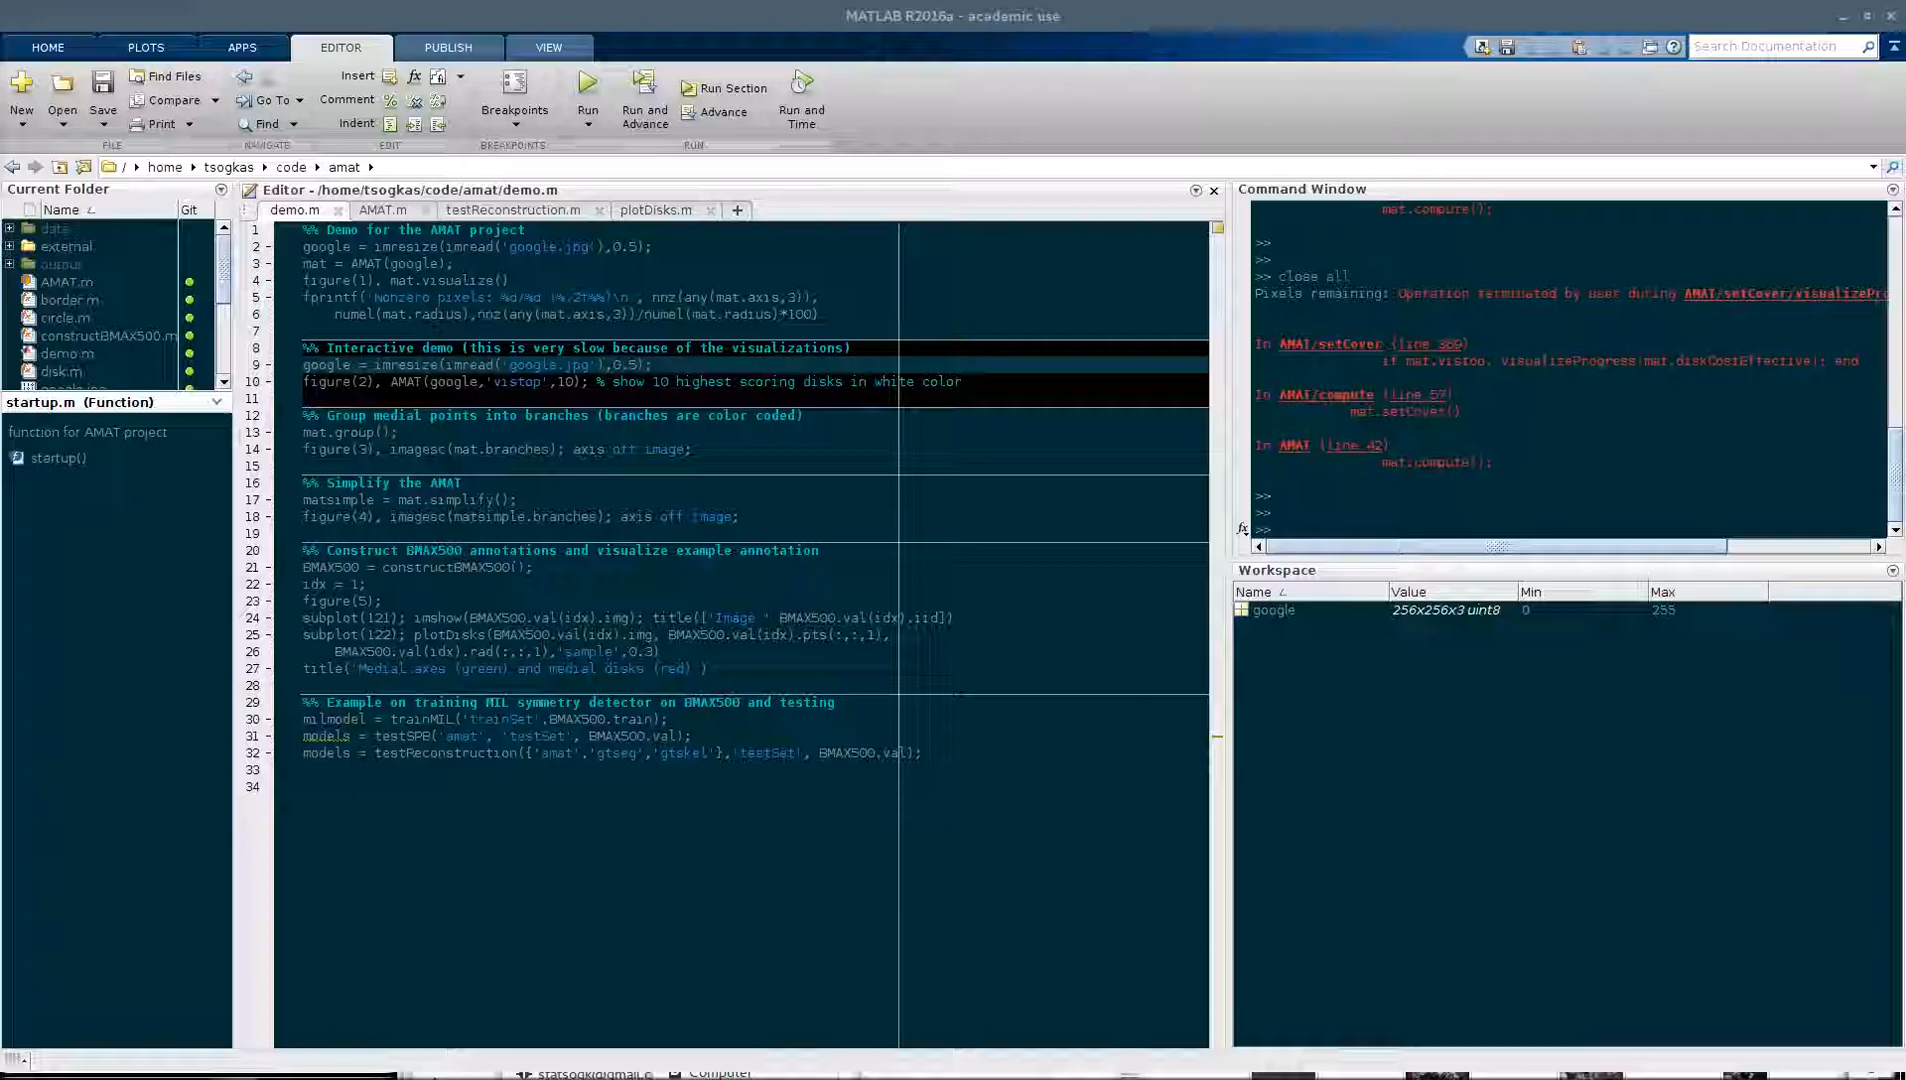 MATLAB R2016a - academic use
HOME PLOTS APPS EDITOR PUBLISH VIEW
Search Documentation
New Open Save
Find Files
Compare
Print
FILE
Go To
Find
NAVIGATE
Insert
Comment
Indent
EDIT
Breakpoints
BREAKPOINTS
Run
Run and Advance
Run Section
Advance
Run and Time
RUN
/ home tsogkas code amat
Current Folder
Name Git
data
external
output
AMAT.m
border.m
circle.m
constructBMAX500.m
demo.m
disk.m
google.jpg
startup.m (Function)
function for AMAT project
startup()
Editor - /home/tsogkas/code/amat/demo.m
demo.m AMAT.m testReconstruction.m plotDisks.m
1 %% Demo for the AMAT project
2 google = imresize(imread('google.jpg'),0.5);
3 mat = AMAT(google);
4 figure(1), mat.visualize()
5 fprintf('Nonzero pixels: %d/%d (%.2f%%)\n', nnz(any(mat.axis,3)),
6 numel(mat.radius),nnz(any(mat.axis,3))/numel(mat.radius)*100)
7
8 %% Interactive demo (this is very slow because of the visualizations)
9 google = imresize(imread('google.jpg'),0.5);
10 figure(2), AMAT(google,'vistop',10); % show 10 highest scoring disks in white color
11
12 %% Group medial points into branches (branches are color coded)
13 mat.group();
14 figure(3), imagesc(mat.branches); axis off image;
15
16 %% Simplify the AMAT
17 matsimple = mat.simplify();
18 figure(4), imagesc(matsimple.branches); axis off image;
19
20 %% Construct BMAX500 annotations and visualize example annotation
21 BMAX500 = constructBMAX500();
22 idx = 1;
23 figure(5);
24 subplot(121); imshow(BMAX500.val(idx).img); title(['Image ' BMAX500.val(idx).iid])
25 subplot(122); plotDisks(BMAX500.val(idx).img, BMAX500.val(idx).pts(:,:,1),
26 BMAX500.val(idx).rad(:,:,1),'sample',0.3)
27 title('Medial axes (green) and medial disks (red)')
28
29 %% Example on training MIL symmetry detector on BMAX500 and testing
30 milmodel = trainMIL('trainSet',BMAX500.train);
31 models = testSPB('amat', 'testSet', BMAX500.val);
32 models = testReconstruction({'amat','gtseg','gtskel'},'testSet', BMAX500.val);
33
34
Command Window
mat.compute();
>>
>>
>> close all
Pixels remaining: Operation terminated by user during AMAT/setCover/visualizePro
In AMAT/setCover (line 369)
if mat.vistop, visualizeProgress(mat,diskCostEffective); end
In AMAT/compute (line 57)
mat.setCover()
In AMAT (line 42)
mat.compute();
>>
>>
fx >>
Workspace
Name Value Min Max
google 256x256x3 uint8 0 255
Computer